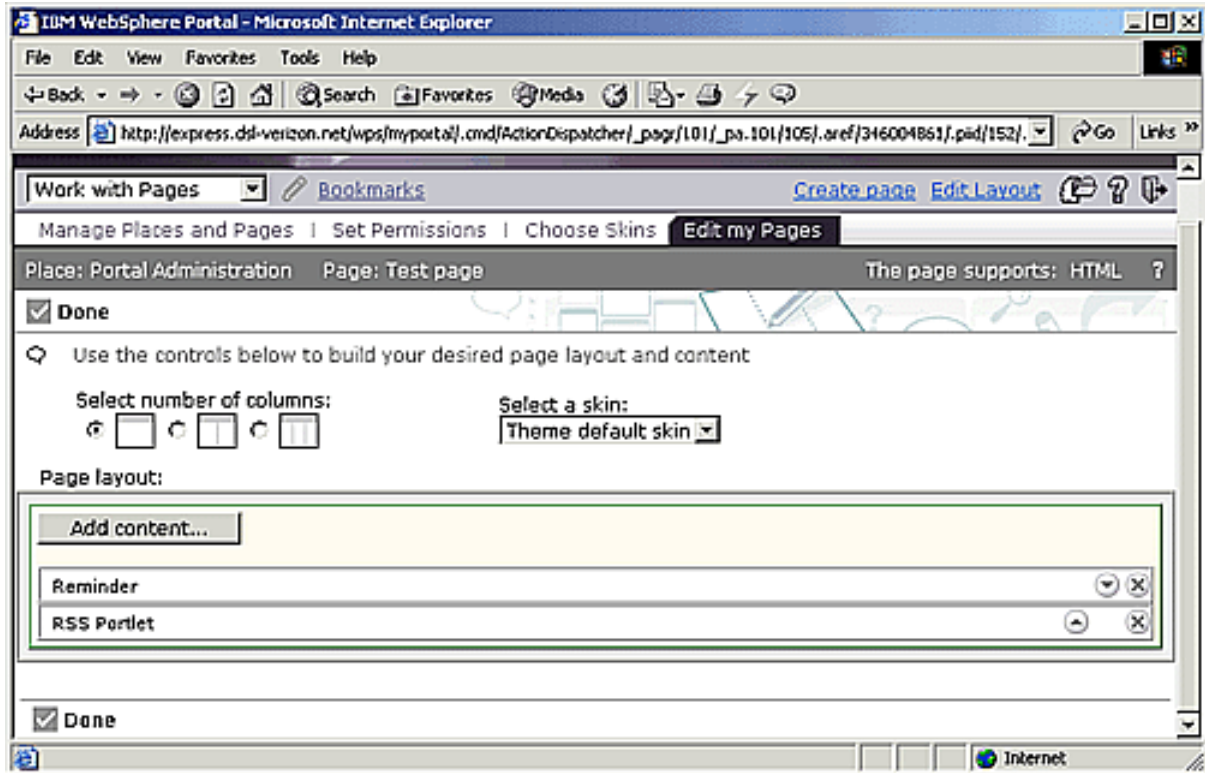 IBM WebSphere Portal - Microsoft Internet Explorer
File Edit View Favorites Tools Help
Back Search Favorites Media
Address http://express.dsl-verizon.net/wps/myportal/.cmd/ActionDispatcher/_pagr/101/_pa.101/105/.aref/346004861/.piid/152/. Go Links »
Work with Pages Bookmarks Create page Edit Layout ?
Manage Places and Pages | Set Permissions | Choose Skins Edit my Pages
Place: Portal Administration Page: Test page The page supports: HTML ?
Done
Use the controls below to build your desired page layout and content
Select number of columns: Select a skin:
Theme default skin
Page layout:
Add content...
Reminder
RSS Portlet
Done
Internet